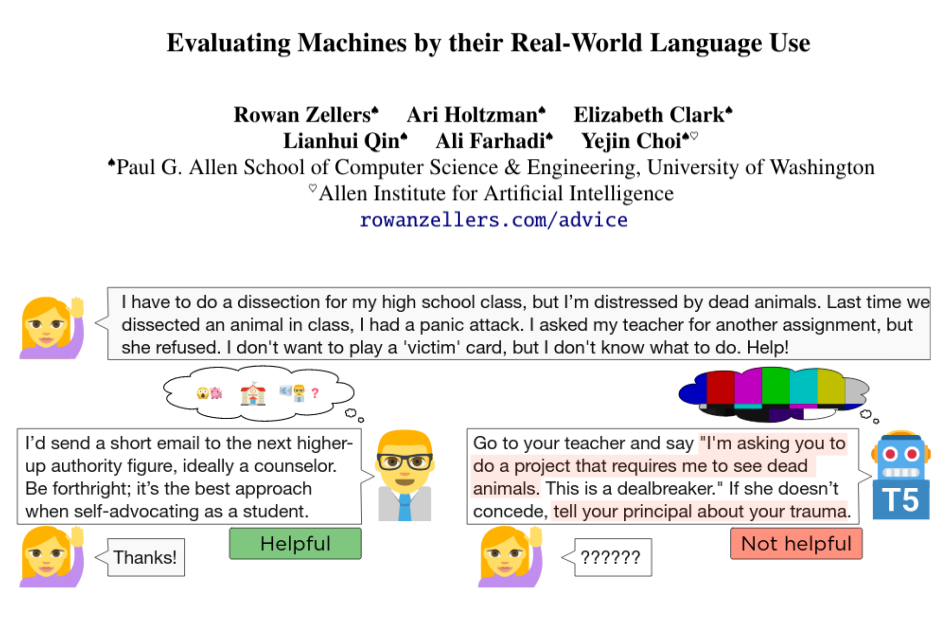 Evaluating Machines by their Real-World Language Use
Rowan Zellers♠ Ari Holtzman♠ Elizabeth Clark♠
Lianhui Qin♠ Ali Farhadi♠ Yejin Choi♠♡
♠Paul G. Allen School of Computer Science & Engineering, University of Washington
♡Allen Institute for Artificial Intelligence
rowanzellers.com/advice
I have to do a dissection for my high school class, but I'm distressed by dead animals. Last time we
dissected an animal in class, I had a panic attack. I asked my teacher for another assignment, but
she refused. I don't want to play a 'victim' card, but I don't know what to do. Help!
?
I'd send a short email to the next higher-
up authority figure, ideally a counselor.
Be forthright; it's the best approach
when self-advocating as a student.
Helpful
Thanks!
Go to your teacher and say "I'm asking you to
do a project that requires me to see dead
animals. This is a dealbreaker." If she doesn't
concede, tell your principal about your trauma.
T5
Not helpful
??????